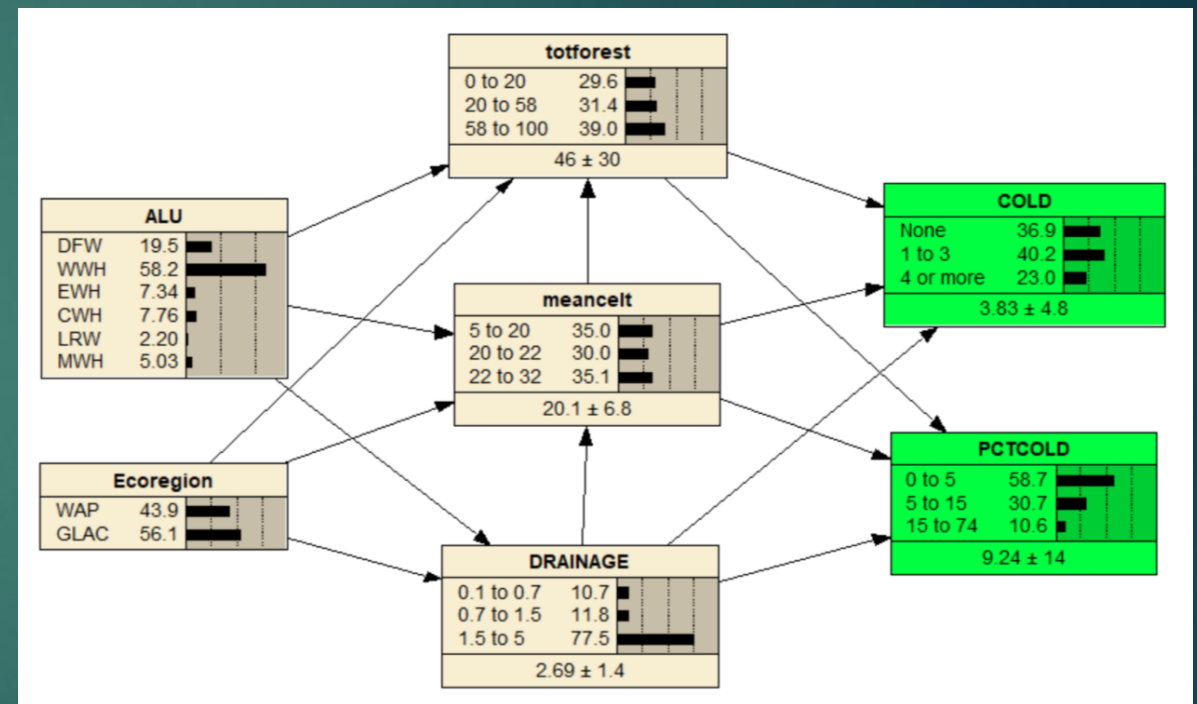 totforest
0 to 20 29.6
20 to 58 31.4
58 to 100 39.0
46 ± 30
ALU
DFW 19.5
WWH 58.2
EWH 7.34
CWH 7.76
LRW 2.20
MWH 5.03
COLD
None 36.9
1 to 3 40.2
4 or more 23.0
3.83 ± 4.8
meancelt
5 to 20 35.0
20 to 22 30.0
22 to 32 35.1
20.1 ± 6.8
Ecoregion
WAP 43.9
GLAC 56.1
PCTCOLD
0 to 5 58.7
5 to 15 30.7
15 to 74 10.6
9.24 ± 14
DRAINAGE
0.1 to 0.7 10.7
0.7 to 1.5 11.8
1.5 to 5 77.5
2.69 ± 1.4